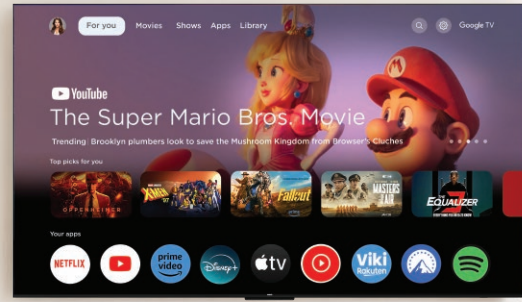 For you Movies Shows Apps Library Google TV
YouTube
The Super Mario Bros. Movie
Trending: Brooklyn plumbers look to save the Mushroom Kingdom from Browser's Cluches
Top picks for you
OPPENHEIMER X-MEN '97 Fallout MASTERS OF THE AIR EQUALIZER
Your apps
NETFLIX prime video Disney+ tv Viki Rakuten